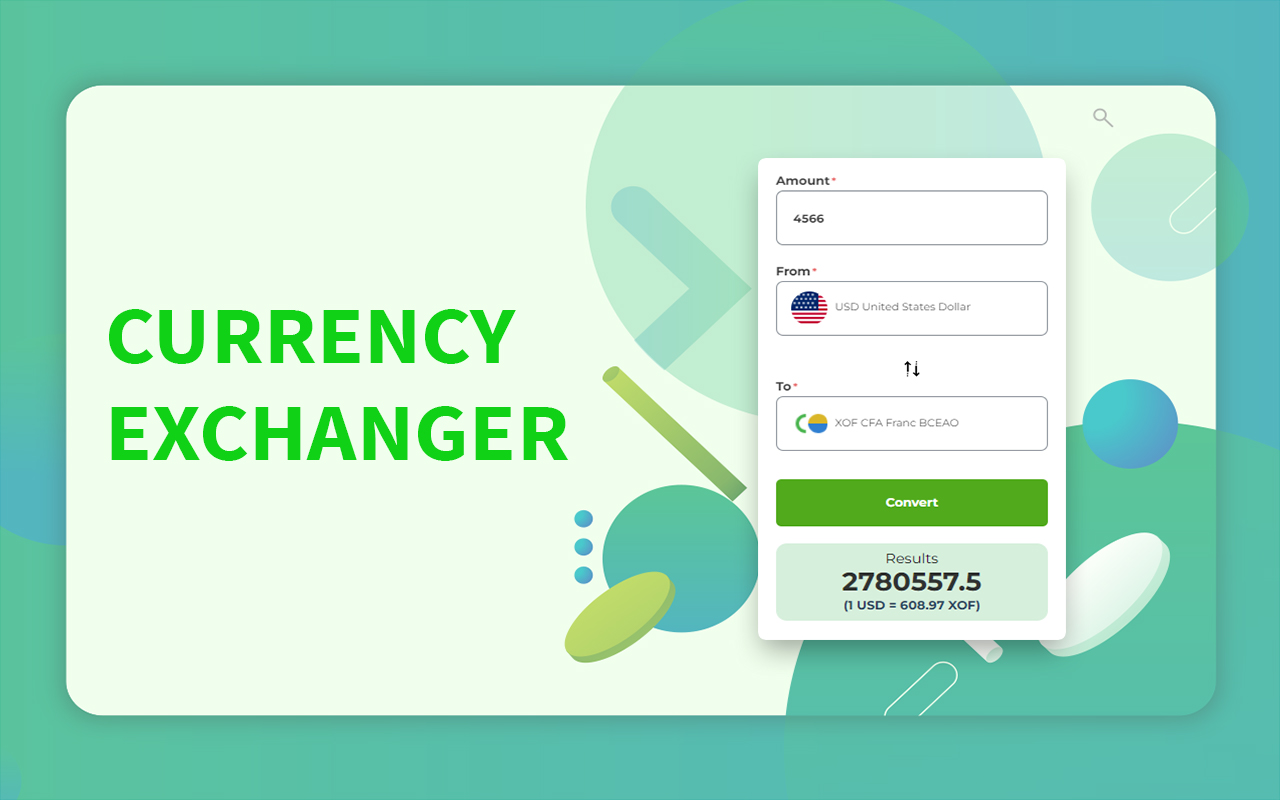 CURRENCY
EXCHANGER
Amount*
4566
From*
USD United States Dollar
To*
XOF CFA Franc BCEAO
Convert
Results
2780557.5
(1 USD = 608.97 XOF)